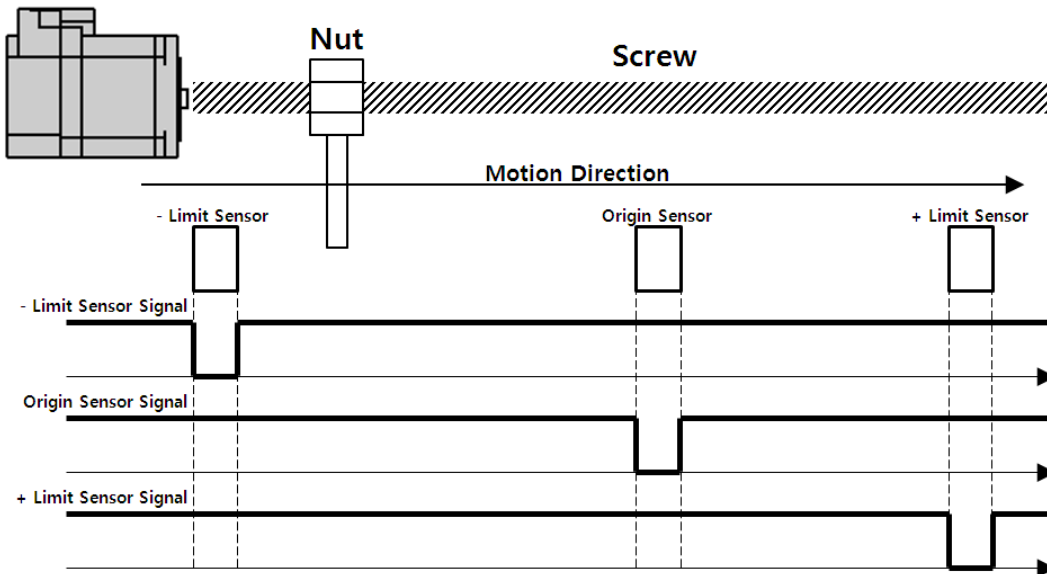 Nut
Screw
Motion Direction
- Limit Sensor
Origin Sensor
+ Limit Sensor
- Limit Sensor Signal
Origin Sensor Signal
+ Limit Sensor Signal